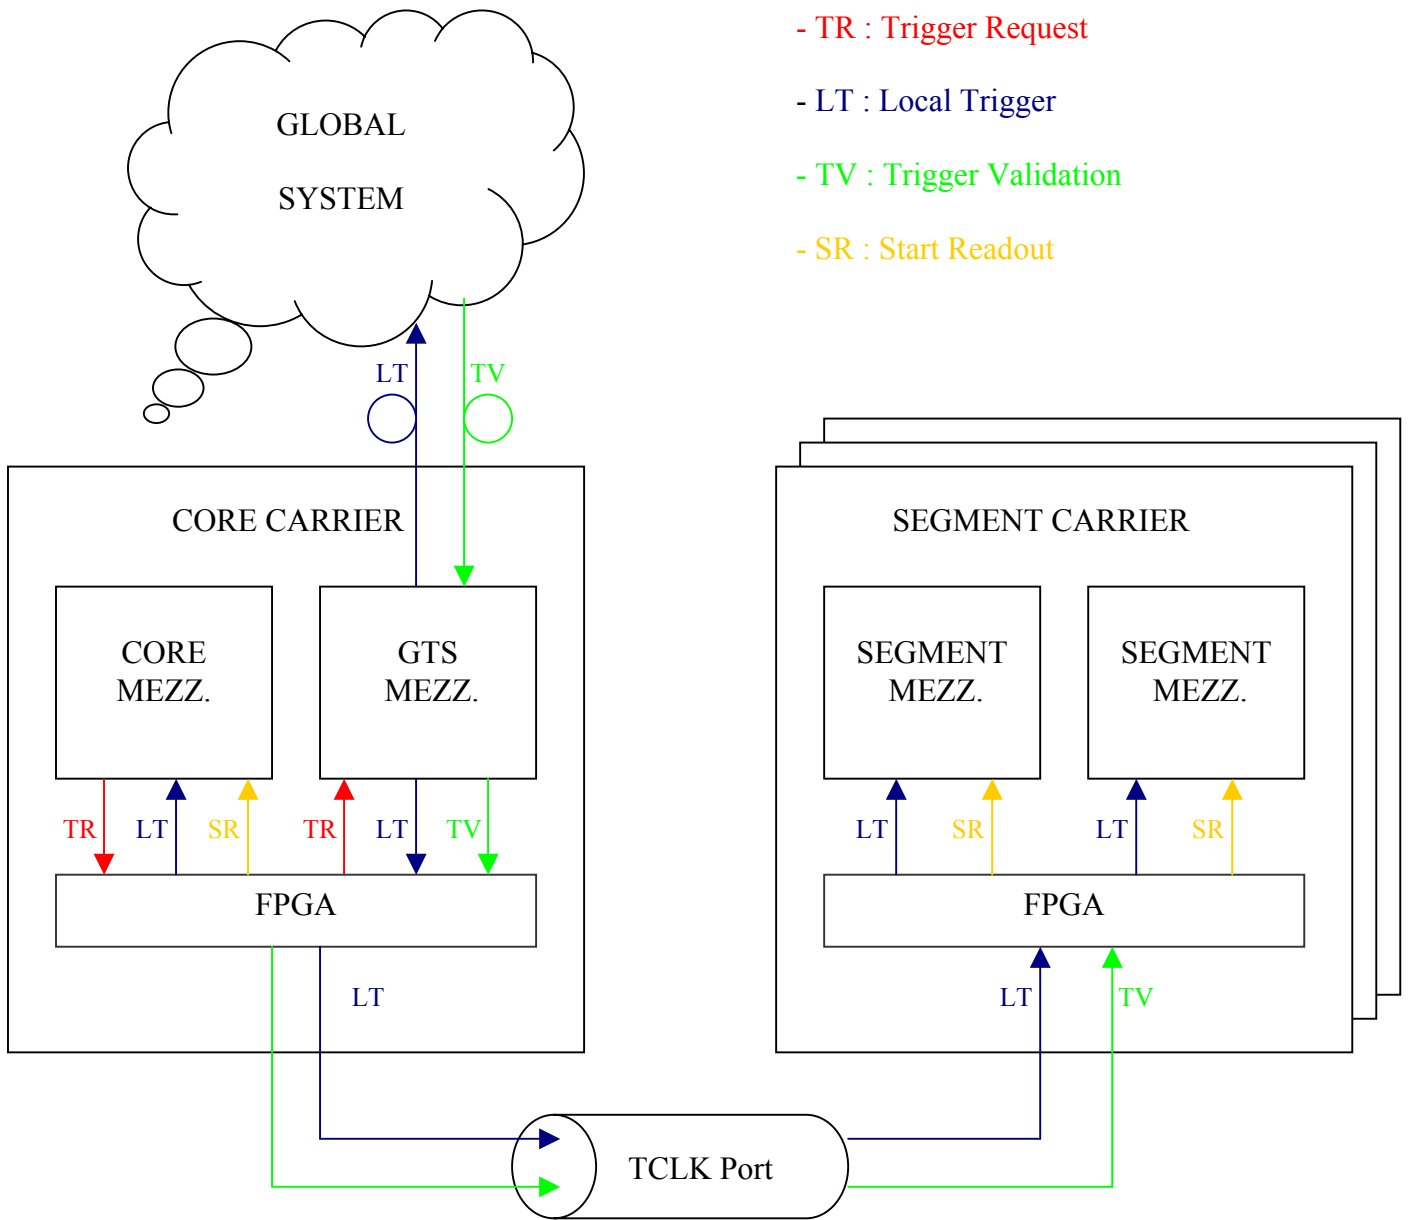 - TR : Trigger Request
- LT : Local Trigger
- TV : Trigger Validation
- SR : Start Readout
GLOBAL
SYSTEM
LT
TV
CORE CARRIER
SEGMENT CARRIER
CORE
MEZZ.
GTS
MEZZ.
SEGMENT
MEZZ.
SEGMENT
MEZZ.
TR
LT
SR
TR
LT
TV
LT
SR
LT
SR
FPGA
FPGA
LT
LT
TV
TCLK Port